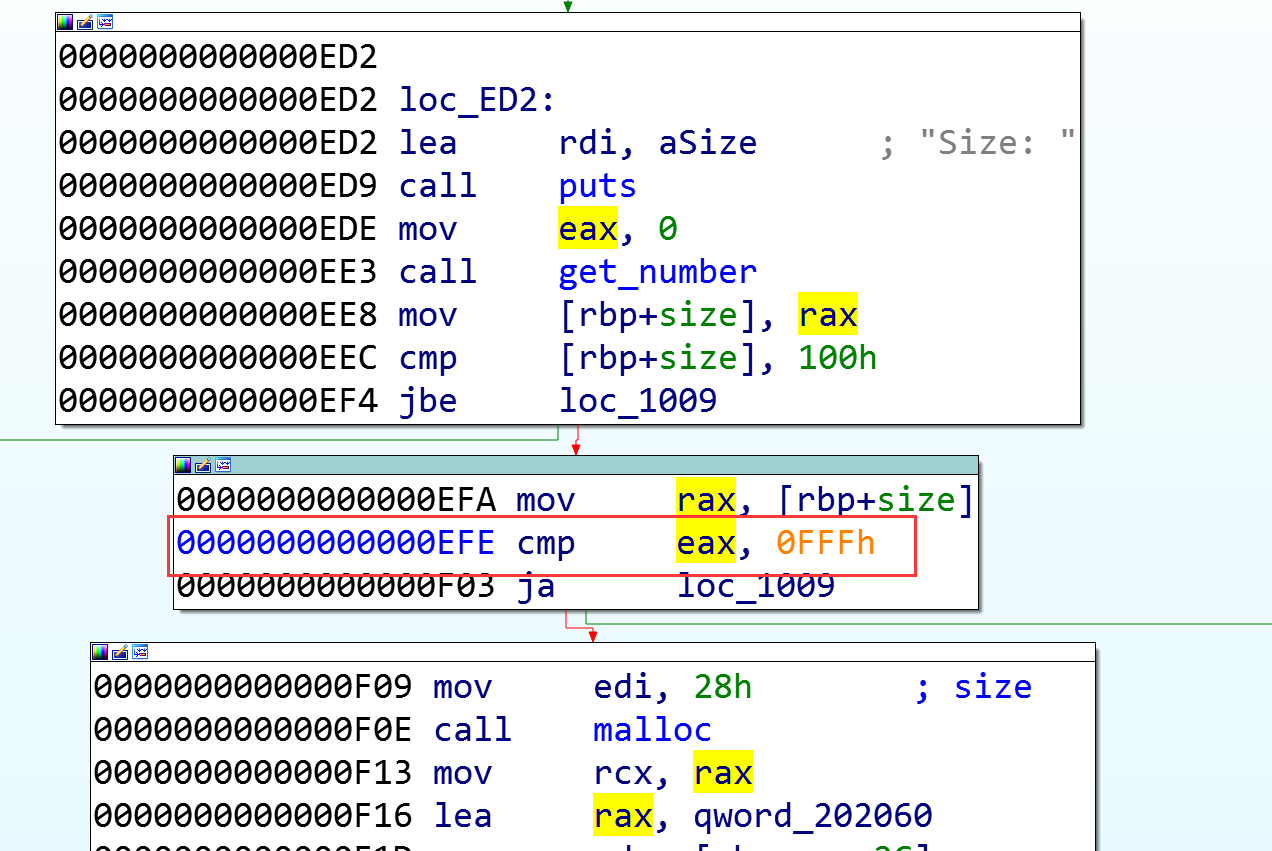 0000000000000ED2
0000000000000ED2 loc_ED2:
0000000000000ED2 lea rdi, aSize ; "Size: "
0000000000000ED9 call puts
0000000000000EDE mov eax, 0
0000000000000EE3 call get_number
0000000000000EE8 mov [rbp+size], rax
0000000000000EEC cmp [rbp+size], 100h
0000000000000EF4 jbe loc_1009
0000000000000EFA mov rax, [rbp+size]
0000000000000EFE cmp eax, 0FFFh
0000000000000F03 ja loc_1009
0000000000000F09 mov edi, 28h ; size
0000000000000F0E call malloc
0000000000000F13 mov rcx, rax
0000000000000F16 lea rax, qword_202060